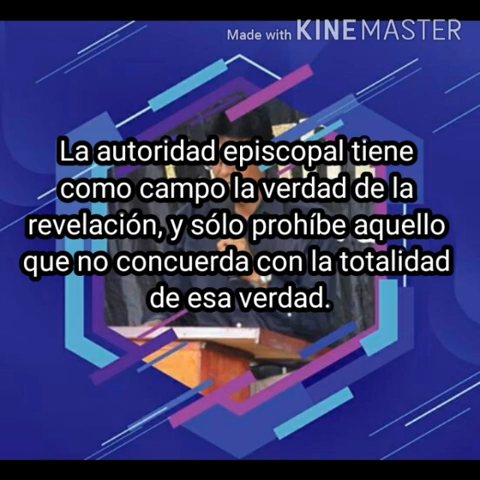 Made with KINEMASTER
La autoridad episcopal tiene
como campo la verdad de la
revelación, y sólo prohíbe aquello
que no concuerda con la totalidad
de esa verdad.